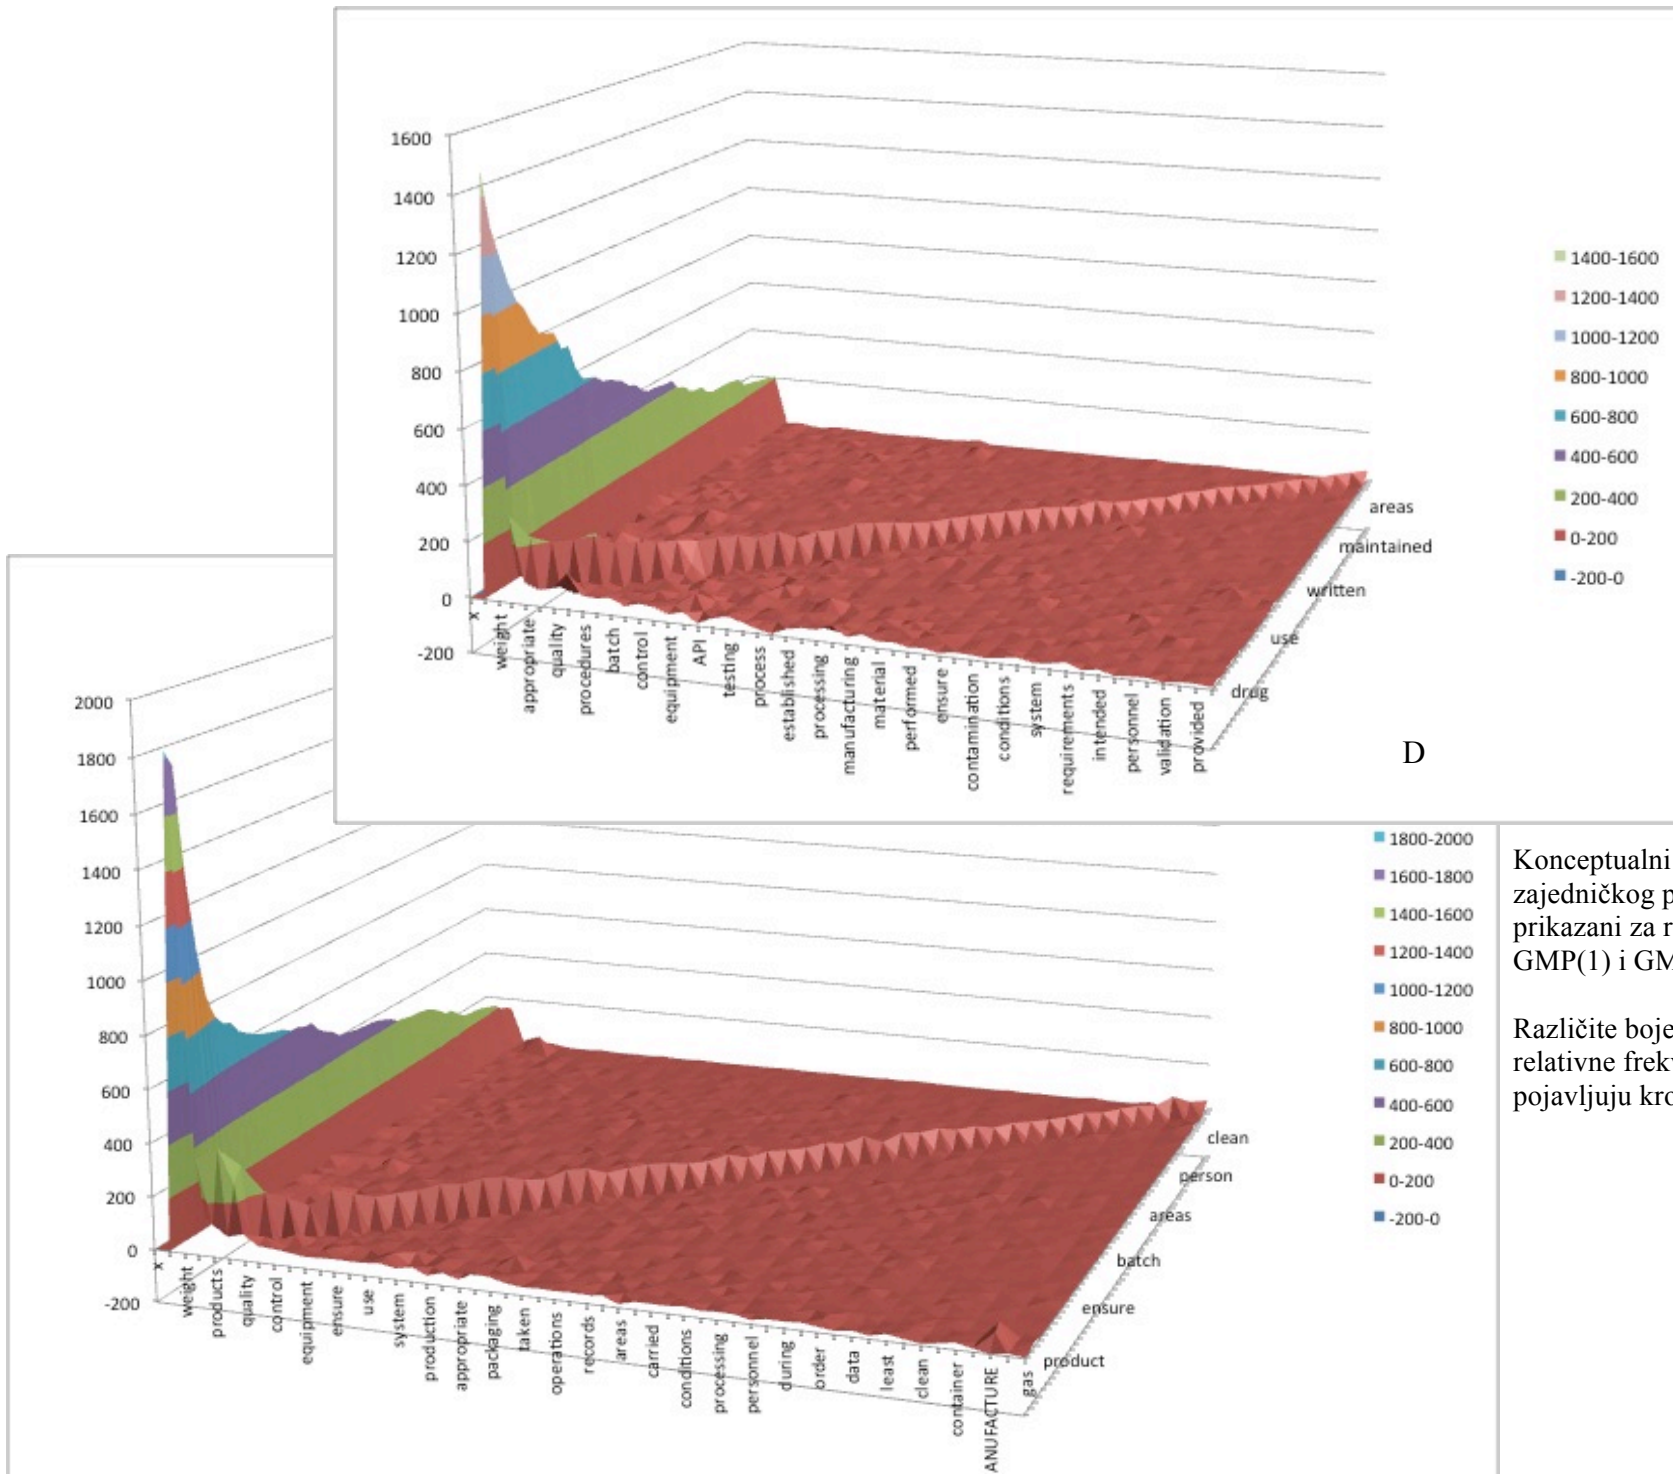 1600
1400
1200
1000
800
600
400
200
0
-200
x
weight
appropriate
quality
procedures
batch
control
equipment
API
testing
process
established
processing
manufacturing
material
performed
ensure
contamination
conditions
system
requirements
intended
personnel
validation
provided
drug
use
written
maintained
areas
1400-1600
1200-1400
1000-1200
800-1000
600-800
400-600
200-400
0-200
-200-0
D
2000
1800
1600
1400
1200
1000
800
600
400
200
0
-200
x
weight
products
quality
control
equipment
ensure
use
system
production
appropriate
packaging
taken
operations
records
areas
carried
conditions
processing
personnel
during
order
data
least
clean
container
ANUFACTURE
gas
product
ensure
batch
areas
person
clean
1800-2000
1600-1800
1400-1600
1200-1400
1000-1200
800-1000
600-800
400-600
200-400
0-200
-200-0
Konceptualni
zajedničkog
prikazani za
GMP(1) i
Različite boje
relativne
pojavljuju